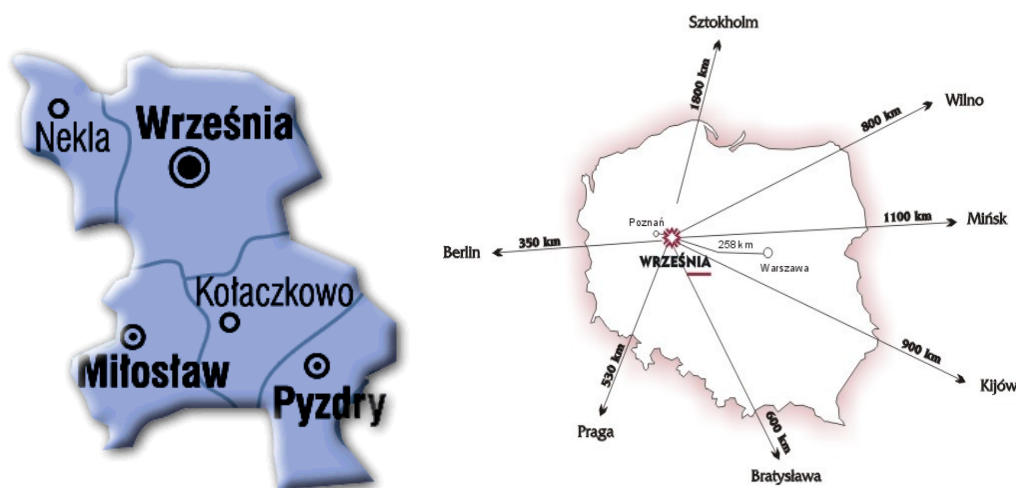 Nekla
Września
Kołaczkowo
Miłosław
Pyzdry
Sztokholm
1800 km
Wilno
800 km
Mińsk
1100 km
Poznań
Berlin
350 km
258 km
WRZEŚNIA
Warszawa
900 km
Kijów
530 km
Praga
600 km
Bratysława